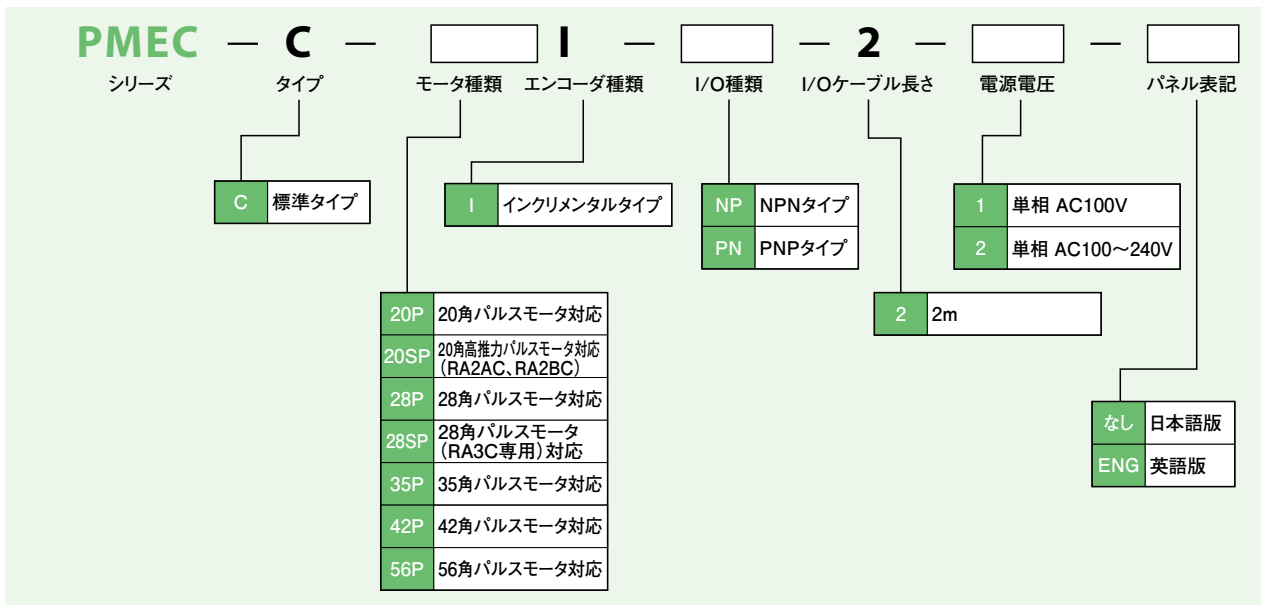 PMEC － C － I － － 2 － －
シリーズ タイプ モータ種類 エンコーダ種類 I/O種類 I/Oケーブル長さ 電源電圧 パネル表記
C 標準タイプ
I インクリメンタルタイプ
NP NPNタイプ
PN PNPタイプ
1 単相 AC100V
2 単相 AC100～240V
20P 20角パルスモータ対応
20SP 20角高推力パルスモータ対応
（RA2AC、RA2BC）
28P 28角パルスモータ対応
28SP 28角パルスモータ
（RA3C専用）対応
35P 35角パルスモータ対応
42P 42角パルスモータ対応
56P 56角パルスモータ対応
2 2m
なし 日本語版
ENG 英語版